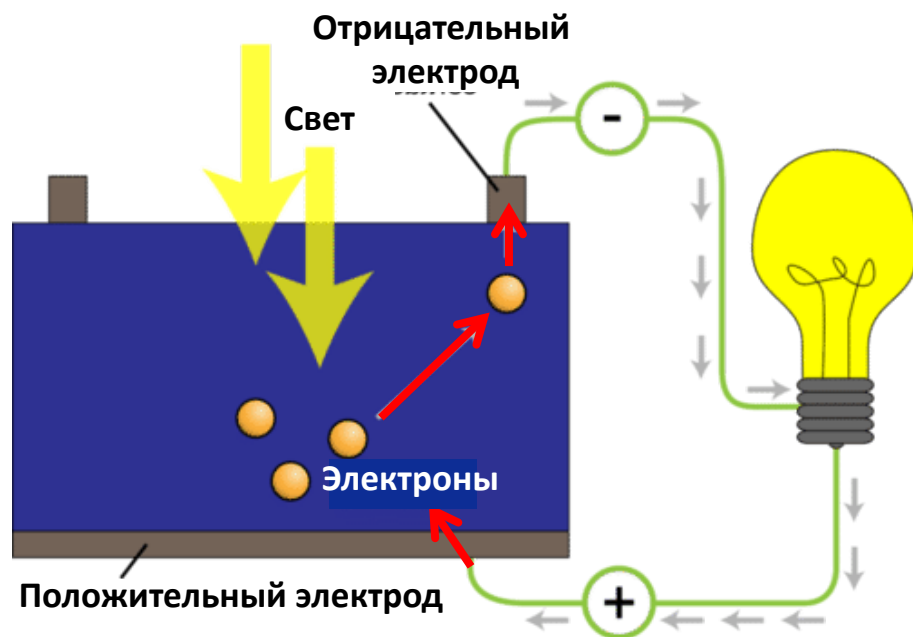 Отрицательный
электрод
Свет
-
Электроны
Положительный электрод
+